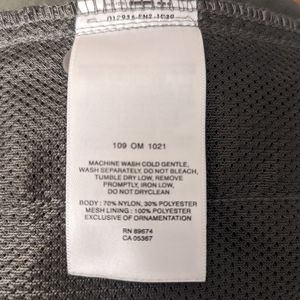 109 OM 1021
MACHINE WASH COLD GENTLE,
WASH SEPARATELY, DO NOT BLEACH,
TUMBLE DRY LOW, REMOVE
PROMPTLY, IRON LOW,
DO NOT DRYCLEAN
BODY : 70% NYLON, 30% POLYESTER
MESH LINING : 100% POLYESTER
EXCLUSIVE OF ORNAMENTATION
RN 89674
CA 05367